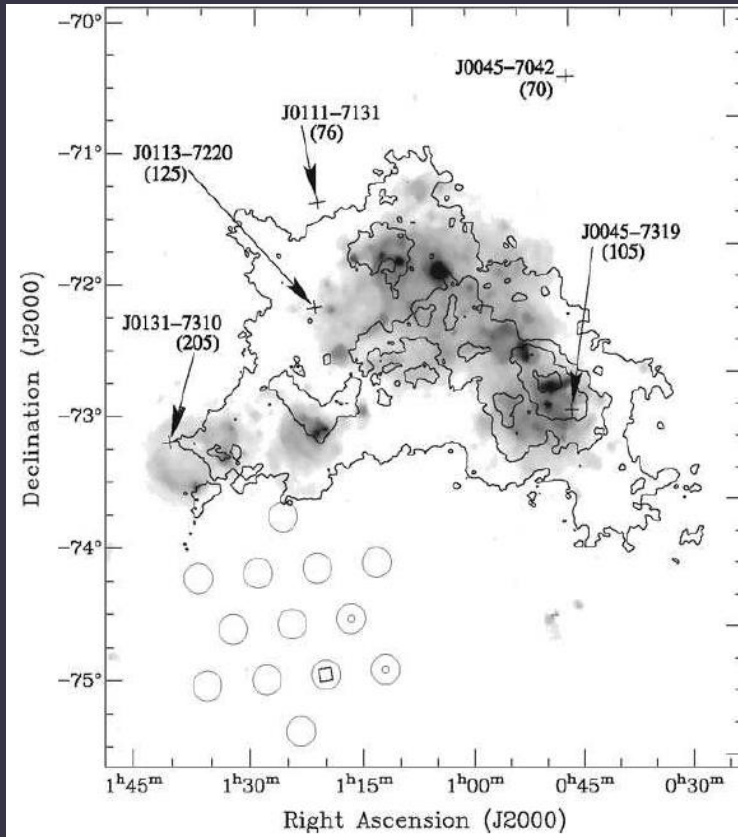 −70°
J0045−7042
(70)
J0111−7131
(76)
−71°
J0113−7220
(125)
J0045−7319
(105)
−72°
J0131−7310
(205)
−73°
−74°
−75°
Declination (J2000)
1ʰ45ᵐ 1ʰ30ᵐ 1ʰ15ᵐ 1ʰ00ᵐ 0ʰ45ᵐ 0ʰ30ᵐ
Right Ascension (J2000)